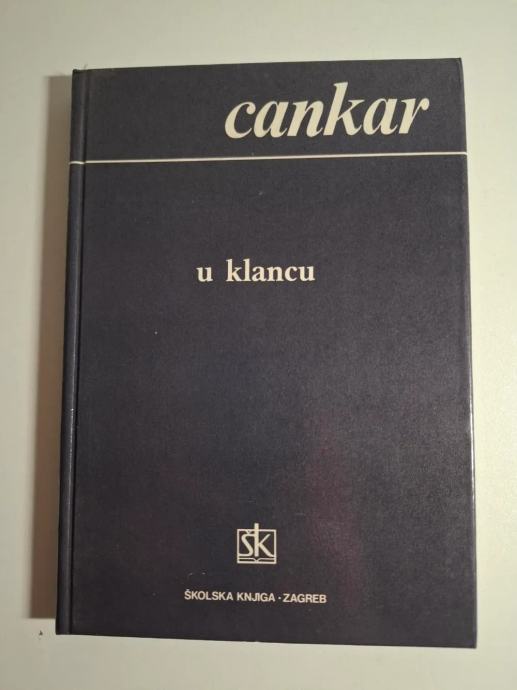 cankar
u klancu
ŠK
ŠKOLSKA KNJIGA - ZAGREB